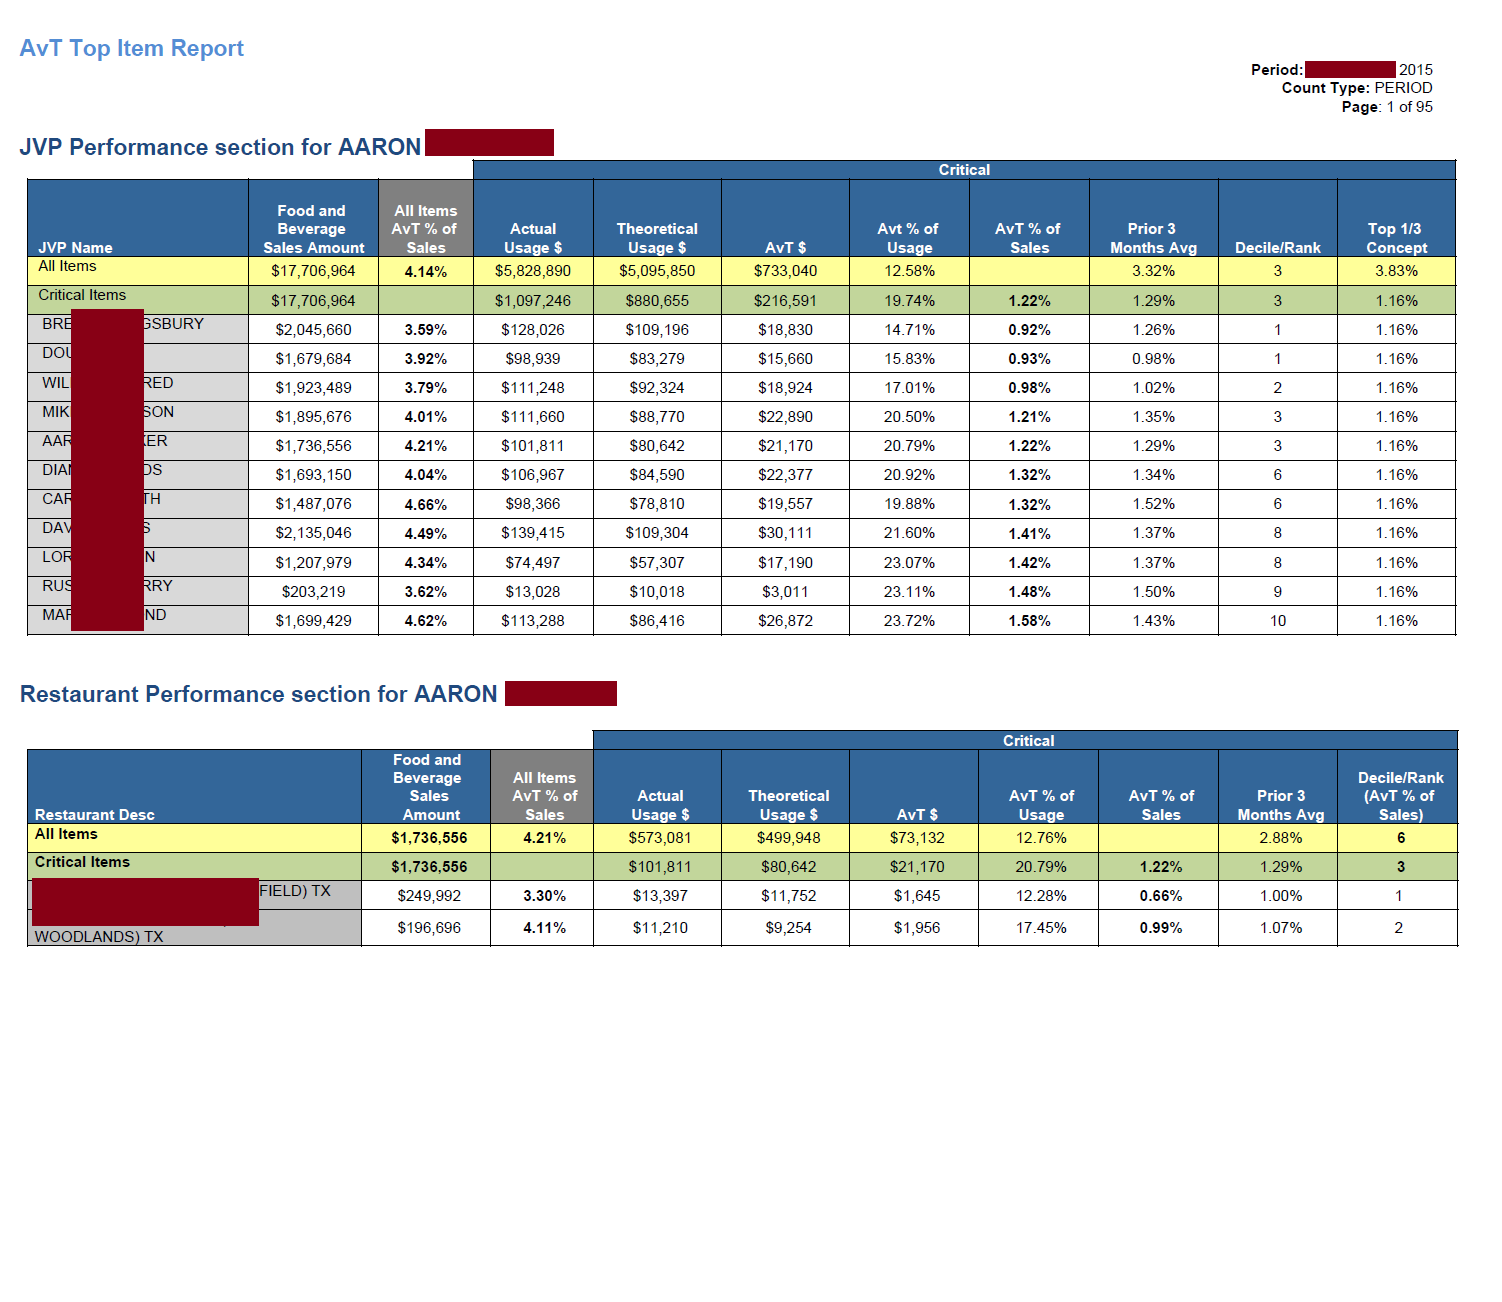 AvT Top Item Report
Period: 2015
Count Type: PERIOD
Page: 1 of 95
JVP Performance section for AARON
Critical
JVP Name Food and Beverage Sales Amount All Items AvT % of Sales Actual Usage $ Theoretical Usage $ AvT $ Avt % of Usage AvT % of Sales Prior 3 Months Avg Decile/Rank Top 1/3 Concept
All Items $17,706,964 4.14% $5,828,890 $5,095,850 $733,040 12.58% 3.32% 3 3.83%
Critical Items $17,706,964 $1,097,246 $880,655 $216,591 19.74% 1.22% 1.29% 3 1.16%
BRE GSBURY $2,045,660 3.59% $128,026 $109,196 $18,830 14.71% 0.92% 1.26% 1 1.16%
DOU $1,679,684 3.92% $98,939 $83,279 $15,660 15.83% 0.93% 0.98% 1 1.16%
WIL RED $1,923,489 3.79% $111,248 $92,324 $18,924 17.01% 0.98% 1.02% 2 1.16%
MIK SON $1,895,676 4.01% $111,660 $88,770 $22,890 20.50% 1.21% 1.35% 3 1.16%
AAR KER $1,736,556 4.21% $101,811 $80,642 $21,170 20.79% 1.22% 1.29% 3 1.16%
DIA DS $1,693,150 4.04% $106,967 $84,590 $22,377 20.92% 1.32% 1.34% 6 1.16%
CAR TH $1,487,076 4.66% $98,366 $78,810 $19,557 19.88% 1.32% 1.52% 6 1.16%
DAV S $2,135,046 4.49% $139,415 $109,304 $30,111 21.60% 1.41% 1.37% 8 1.16%
LOR N $1,207,979 4.34% $74,497 $57,307 $17,190 23.07% 1.42% 1.37% 8 1.16%
RUS RRY $203,219 3.62% $13,028 $10,018 $3,011 23.11% 1.48% 1.50% 9 1.16%
MAR ND $1,699,429 4.62% $113,288 $86,416 $26,872 23.72% 1.58% 1.43% 10 1.16%
Restaurant Performance section for AARON
Critical
Restaurant Desc Food and Beverage Sales Amount All Items AvT % of Sales Actual Usage $ Theoretical Usage $ AvT $ AvT % of Usage AvT % of Sales Prior 3 Months Avg Decile/Rank (AvT % of Sales)
All Items $1,736,556 4.21% $573,081 $499,948 $73,132 12.76% 2.88% 6
Critical Items $1,736,556 $101,811 $80,642 $21,170 20.79% 1.22% 1.29% 3
FIELD) TX $249,992 3.30% $13,397 $11,752 $1,645 12.28% 0.66% 1.00% 1
WOODLANDS) TX $196,696 4.11% $11,210 $9,254 $1,956 17.45% 0.99% 1.07% 2